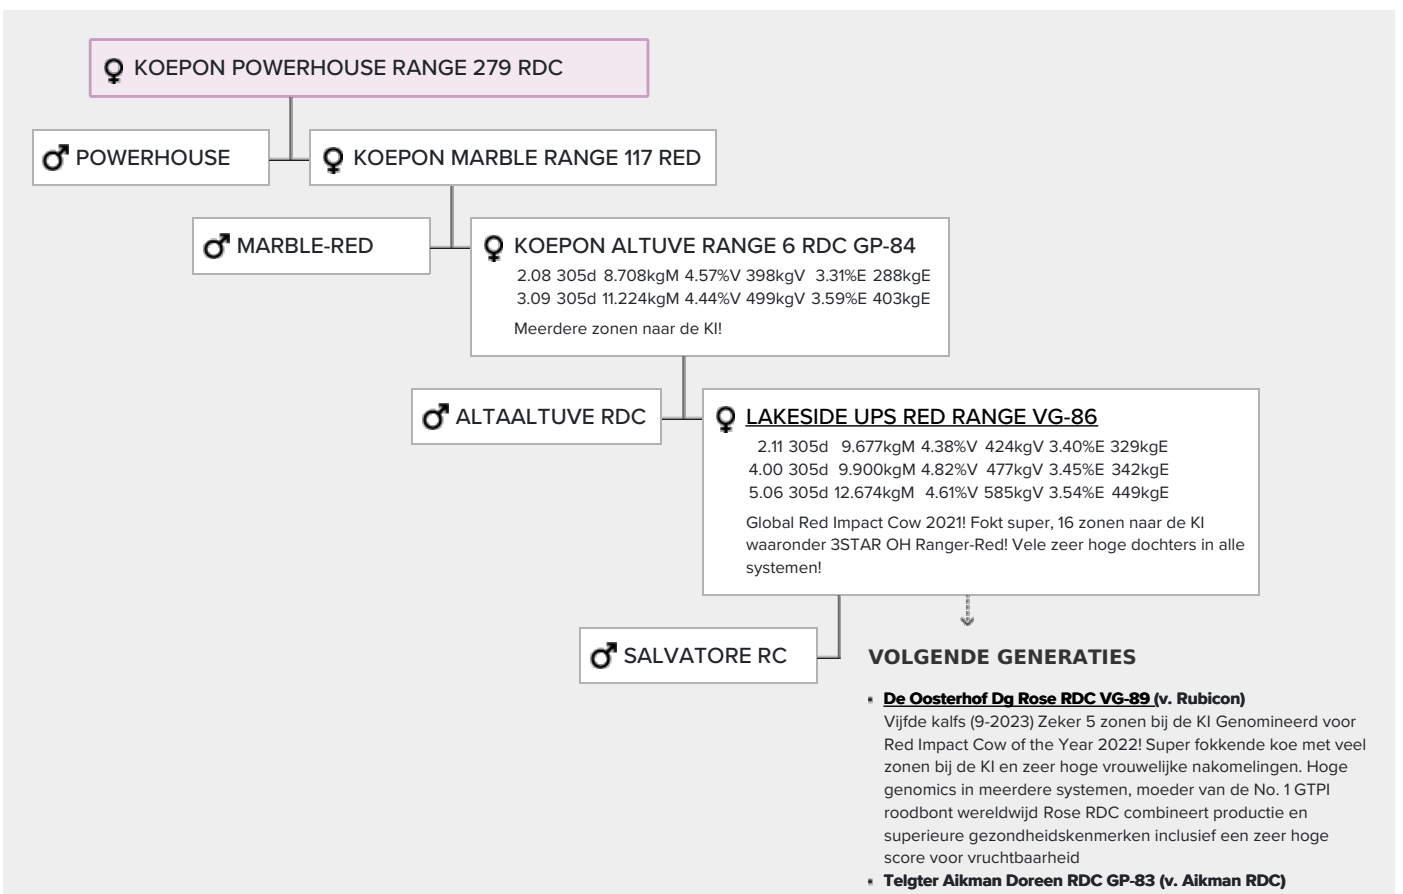 KOEPON POWERHOUSE RANGE 279 RDC
POWERHOUSE
KOEPON MARBLE RANGE 117 RED
MARBLE-RED
KOEPON ALTUVE RANGE 6 RDC GP-84
2.08 305d 8.708kgM 4.57%V 398kgV 3.31%E 288kgE
3.09 305d 11.224kgM 4.44%V 499kgV 3.59%E 403kgE
Meerdere zonen naar de KI!
ALTAALTUVE RDC
LAKESIDE UPS RED RANGE VG-86
2.11 305d 9.677kgM 4.38%V 424kgV 3.40%E 329kgE
4.00 305d 9.900kgM 4.82%V 477kgV 3.45%E 342kgE
5.06 305d 12.674kgM 4.61%V 585kgV 3.54%E 449kgE
Global Red Impact Cow 2021! Fokt super, 16 zonen naar de KI
waaronder 3STAR OH Ranger-Red! Vele zeer hoge dochters in alle
systemen!
SALVATORE RC
VOLGENDE GENERATIES
De Oosterhof Dg Rose RDC VG-89 (v. Rubicon)
Vijfde kalfs (9-2023) Zeker 5 zonen bij de KI Genomineerd voor
Red Impact Cow of the Year 2022! Super fokkende koe met veel
zonen bij de KI en zeer hoge vrouwelijke nakomelingen. Hoge
genomics in meerdere systemen, moeder van de No. 1 GTPI
roodbont wereldwijd Rose RDC combineert productie en
superieure gezondheidskenmerken inclusief een zeer hoge
score voor vruchtbaarheid
Telgter Aikman Doreen RDC GP-83 (v. Aikman RDC)